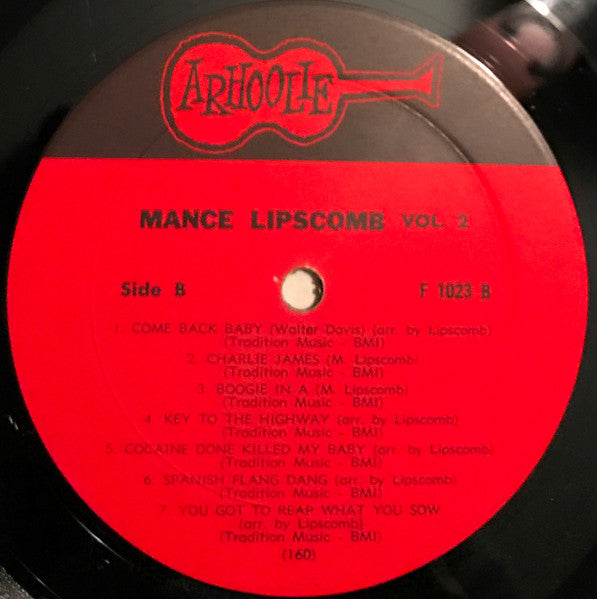 ARHOOLIE
MANCE LIPSCOMB VOL. 2
Side B F 1023 B
1. COME BACK BABY (Walter Davis) (arr. by Lipscomb)
(Tradition Music - BMI)
2. CHARLIE JAMES (M. Lipscomb)
(Tradition Music - BMI)
3. BOOGIE IN A (M. Lipscomb)
(Tradition Music - BMI)
4. KEY TO THE HIGHWAY (arr. by Lipscomb)
(Tradition Music - BMI)
5. COCAINE DONE KILLED MY BABY (arr. by Lipscomb)
(Tradition Music - BMI)
6. SPANISH FLANG DANG (arr. by Lipscomb)
(Tradition Music - BMI)
7. YOU GOT TO REAP WHAT YOU SOW
(arr. by Lipscomb)
(Tradition Music - BMI)
(160)